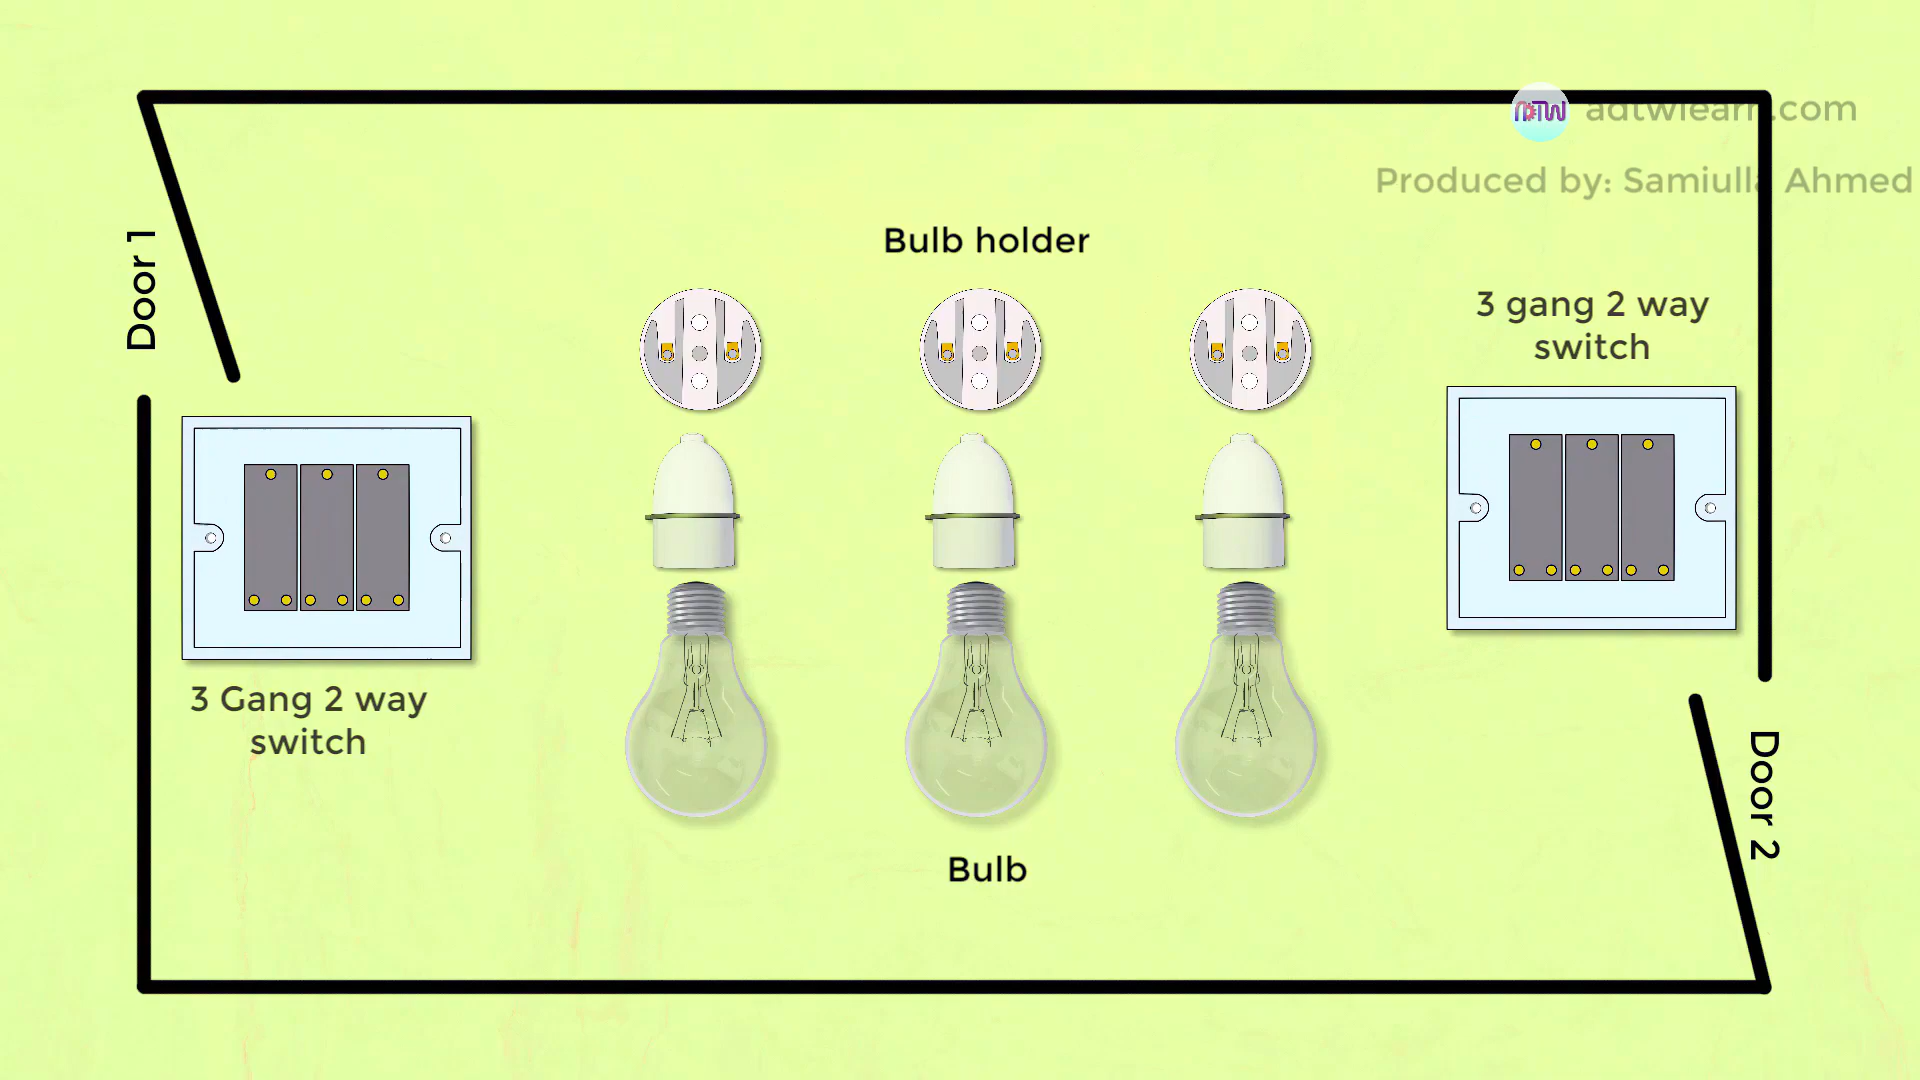 ADTW adtwlearn.com
Produced by: Samiulla Ahmed
Door 1
Bulb holder
3 gang 2 way
switch
3 Gang 2 way
switch
Door 2
Bulb